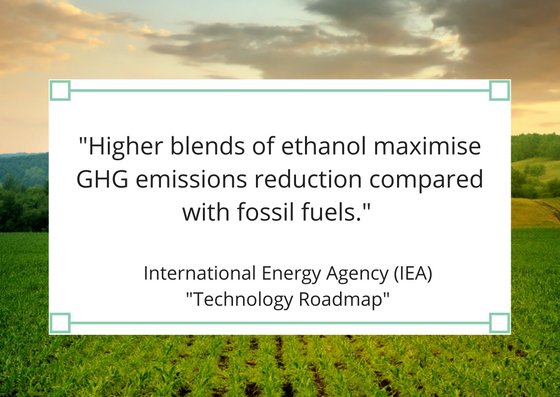 "Higher blends of ethanol maximise
GHG emissions reduction compared
with fossil fuels."
International Energy Agency (IEA)
"Technology Roadmap"